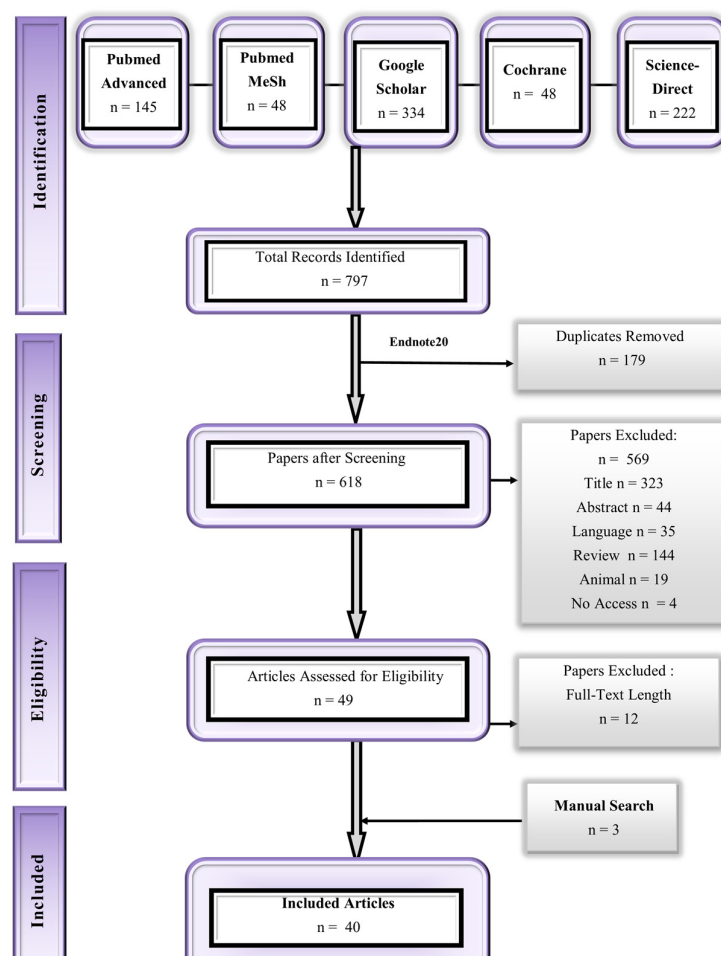 Identification
Pubmed
Advanced
n = 145
Pubmed
MeSh
n = 48
Google
Scholar
n = 334
Cochrane
n =  48
Science-
Direct
n = 222
Total Records Identified
n = 797
Endnote20
Duplicates Removed
n = 179
Screening
Papers after Screening
n = 618
Papers Excluded:
n =  569
Title n = 323
Abstract n = 44
Language n = 35
Review  n = 144
Animal n = 19
No Access n  = 4
Eligibility
Articles Assessed for Eligibility
n = 49
Papers Excluded :
Full-Text Length
n = 12
Manual Search
n = 3
Included
Included Articles
n =  40